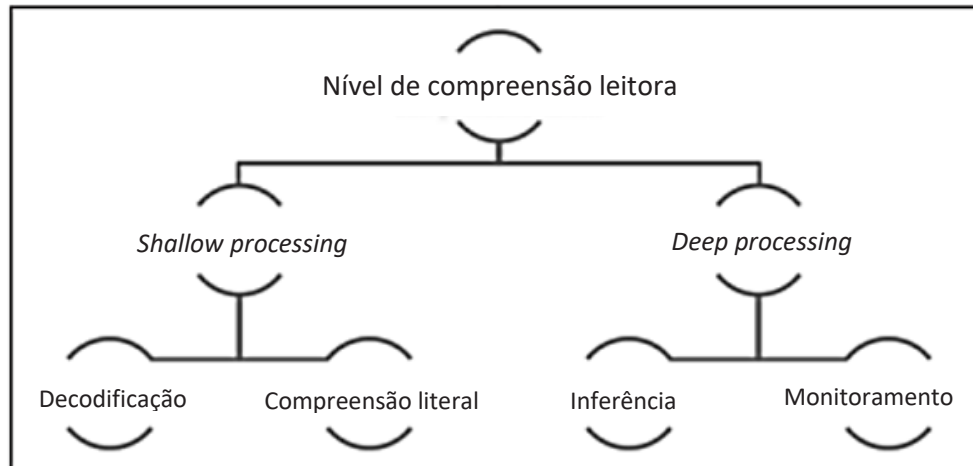 Nível de compreensão leitora
Shallow processing
Deep processing
Decodificação
Compreensão literal
Inferência
Monitoramento